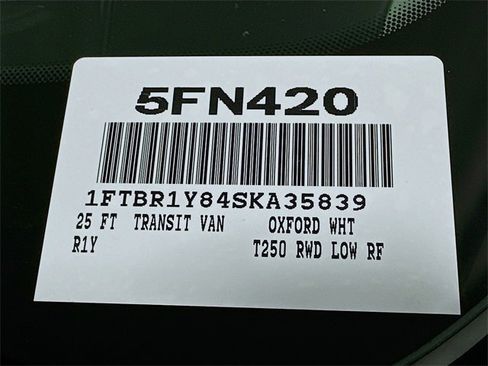 5FN420
1FTBR1Y84SKA35839
25 FT TRANSIT VAN OXFORD WHT
R1Y T250 RWD LOW RF